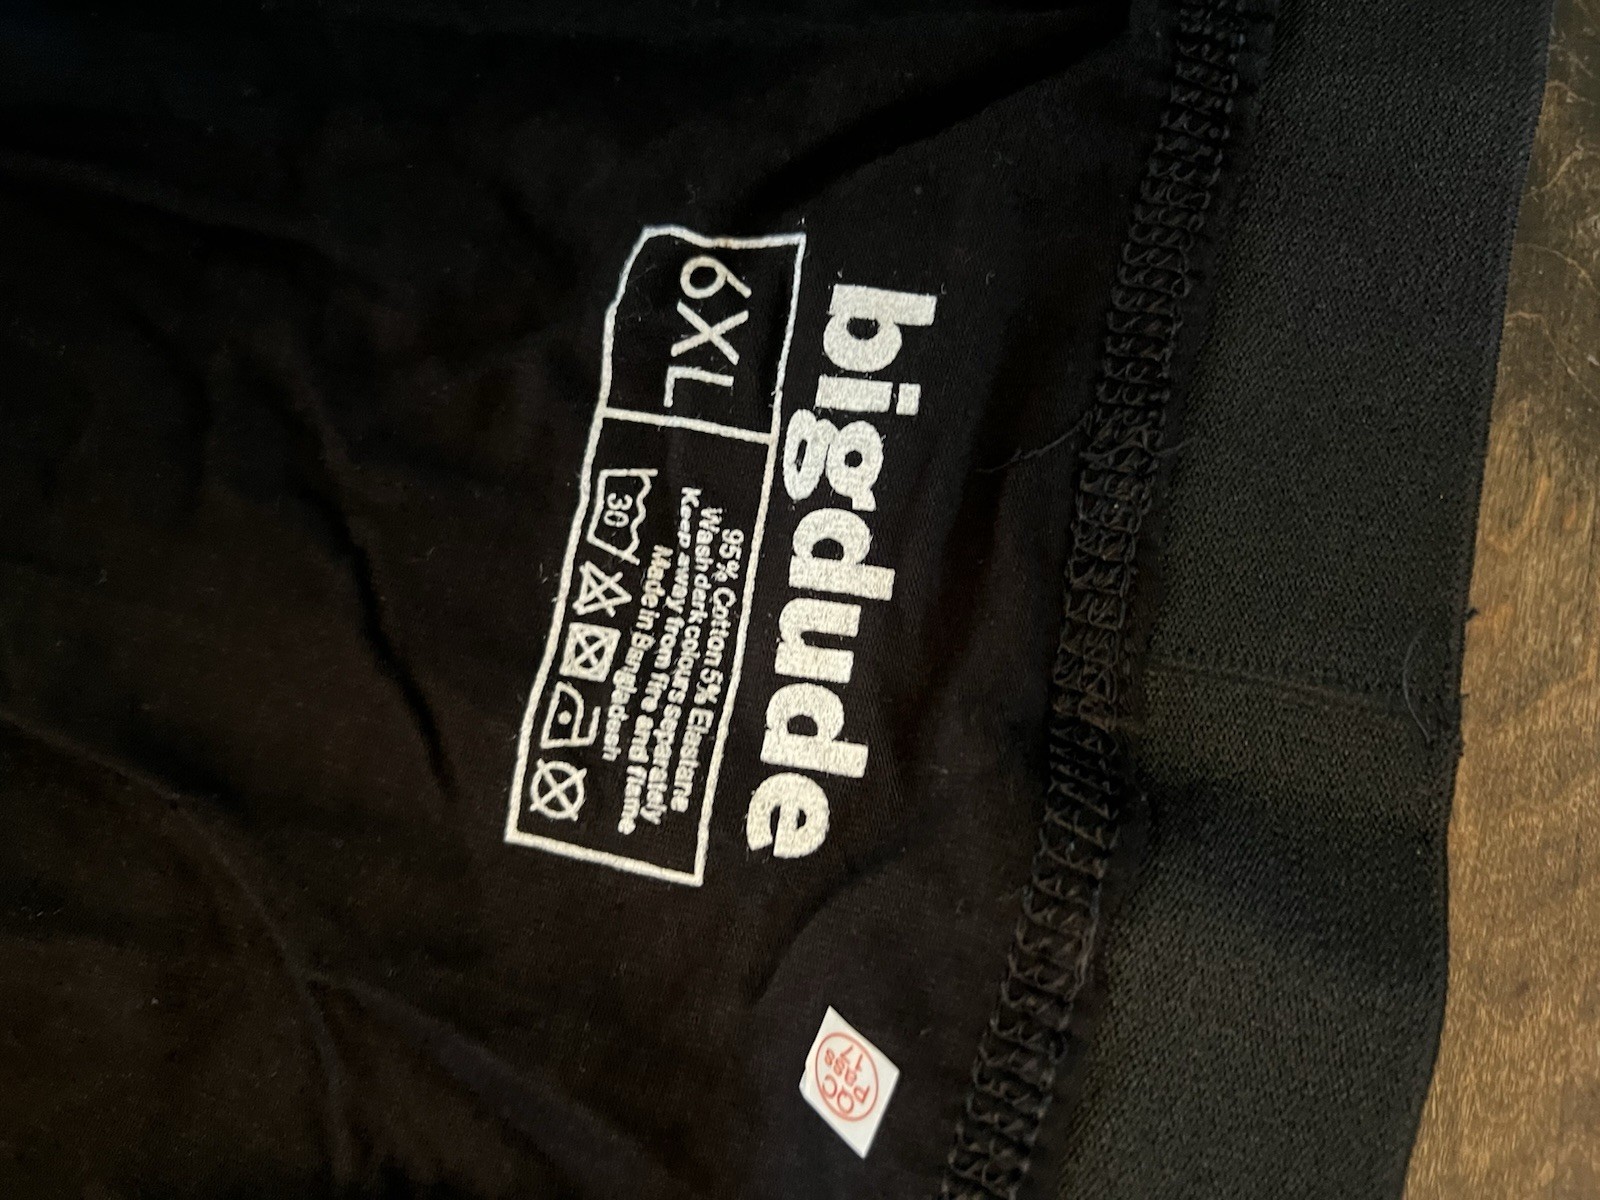 bigdude
6XL
95% Cotton 5% Elastane
Wash dark colours separately
Keep away from fire and flame
Made in Bangladesh
30
QC
Pass
17